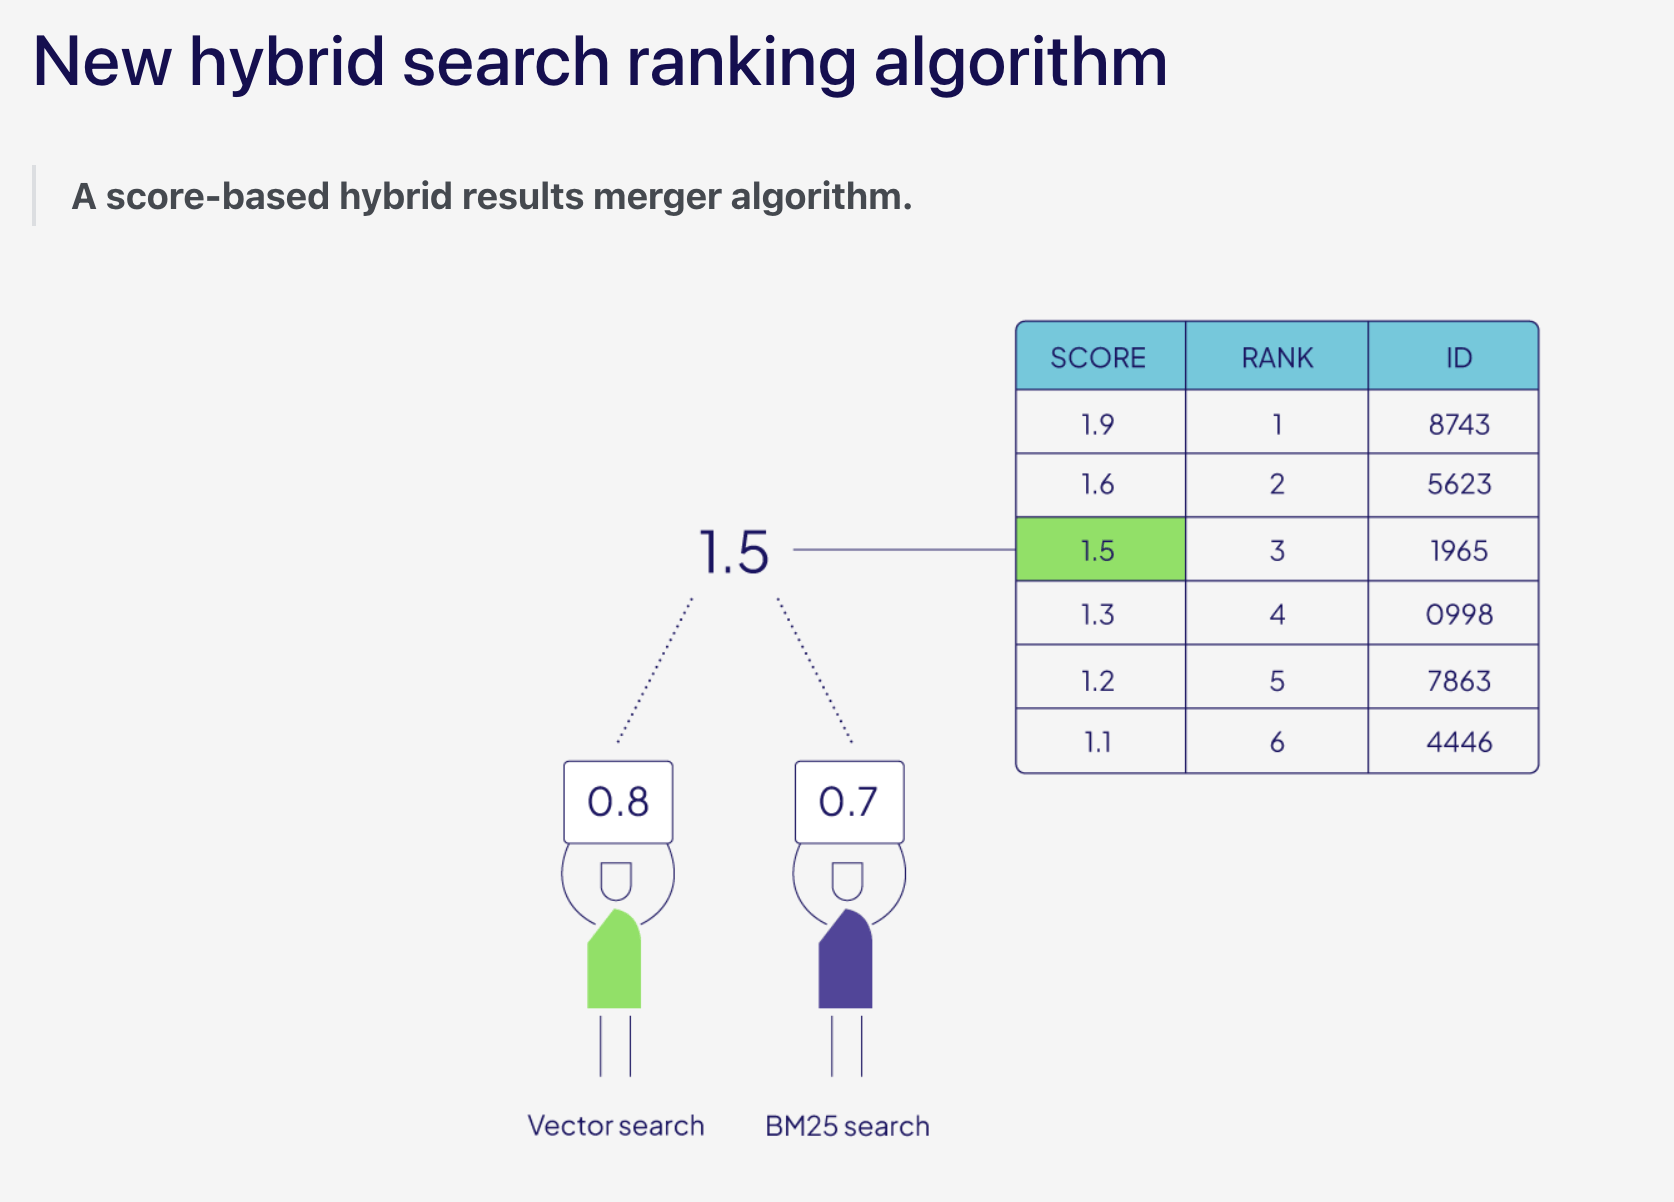 New hybrid search ranking algorithm
A score-based hybrid results merger algorithm.
SCORE RANK ID
1.9 1 8743
1.6 2 5623
1.5 3 1965
1.3 4 0998
1.2 5 7863
1.1 6 4446
1.5
0.8 0.7
Vector search BM25 search